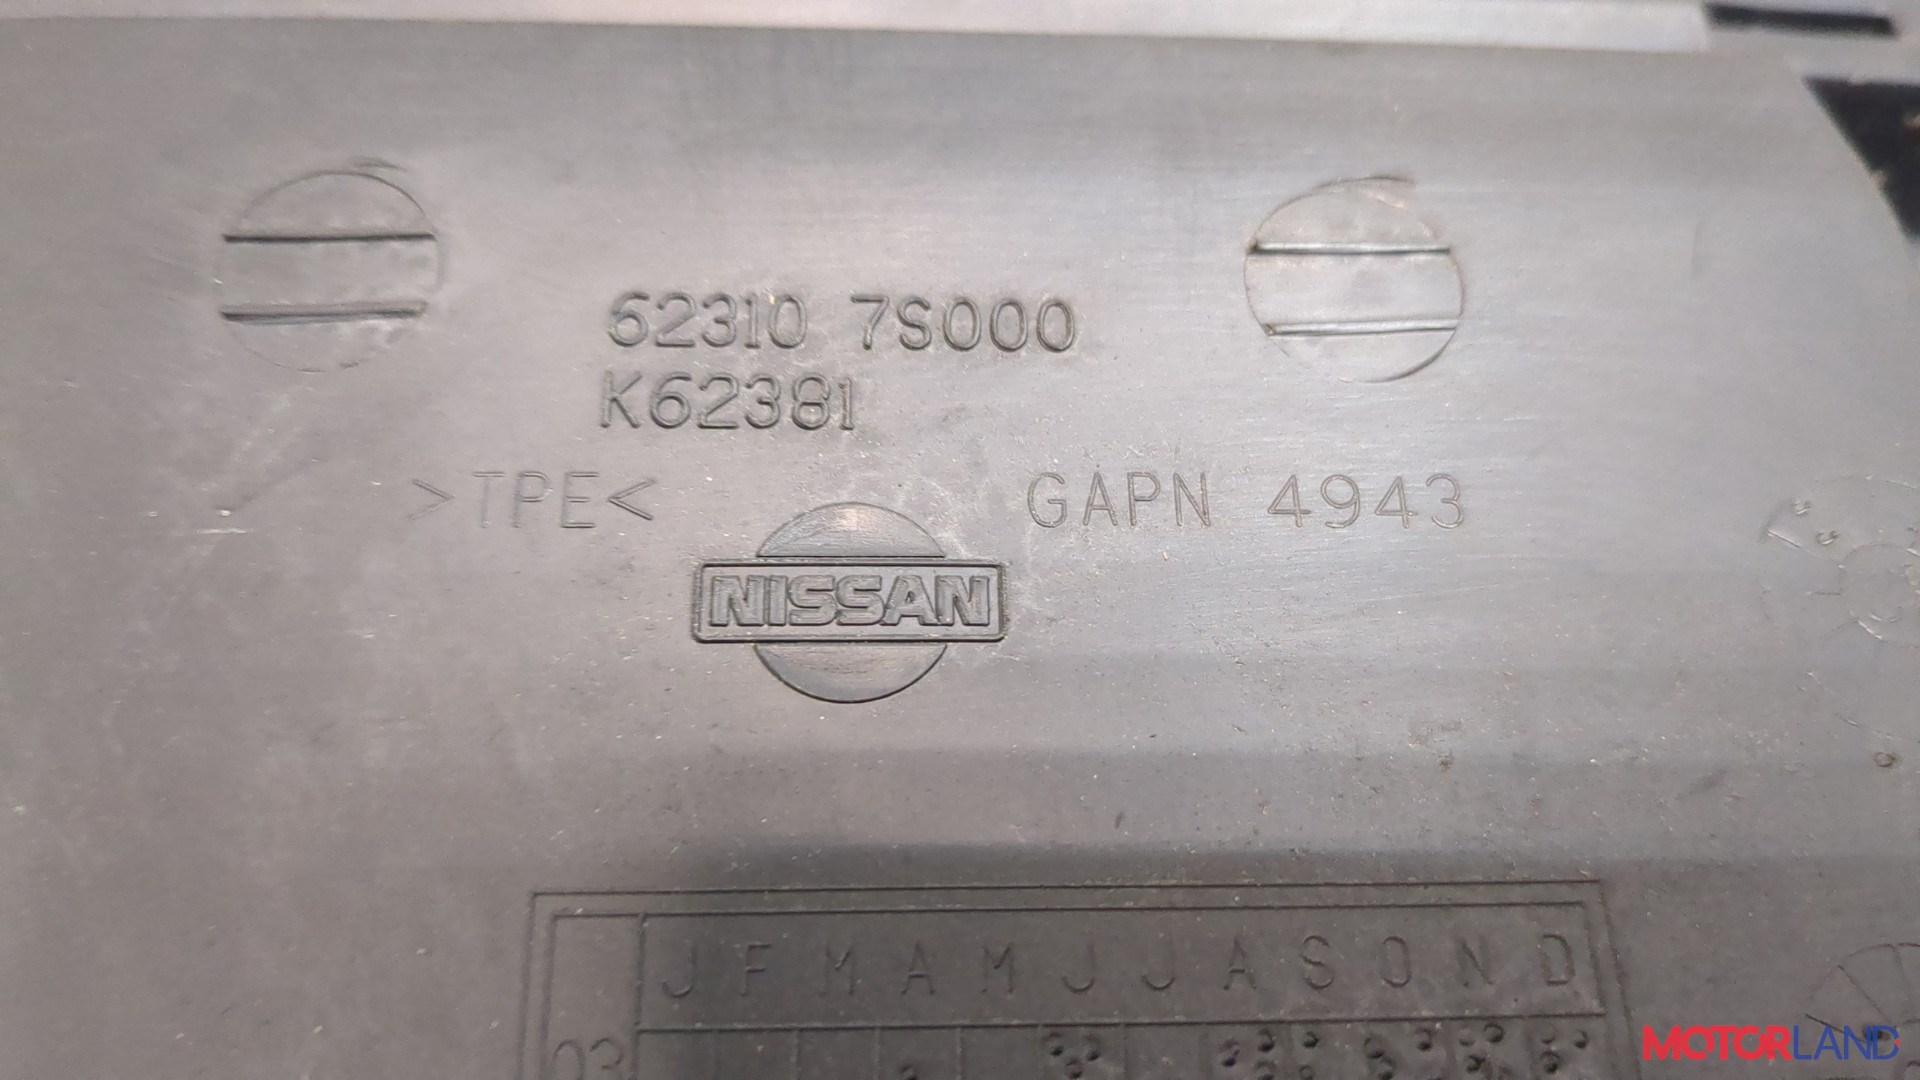 62310 7S000
K62381
>TPE< GAPN 4943
NISSAN
J F M A M J J A S O N D
03
MOTORLAND